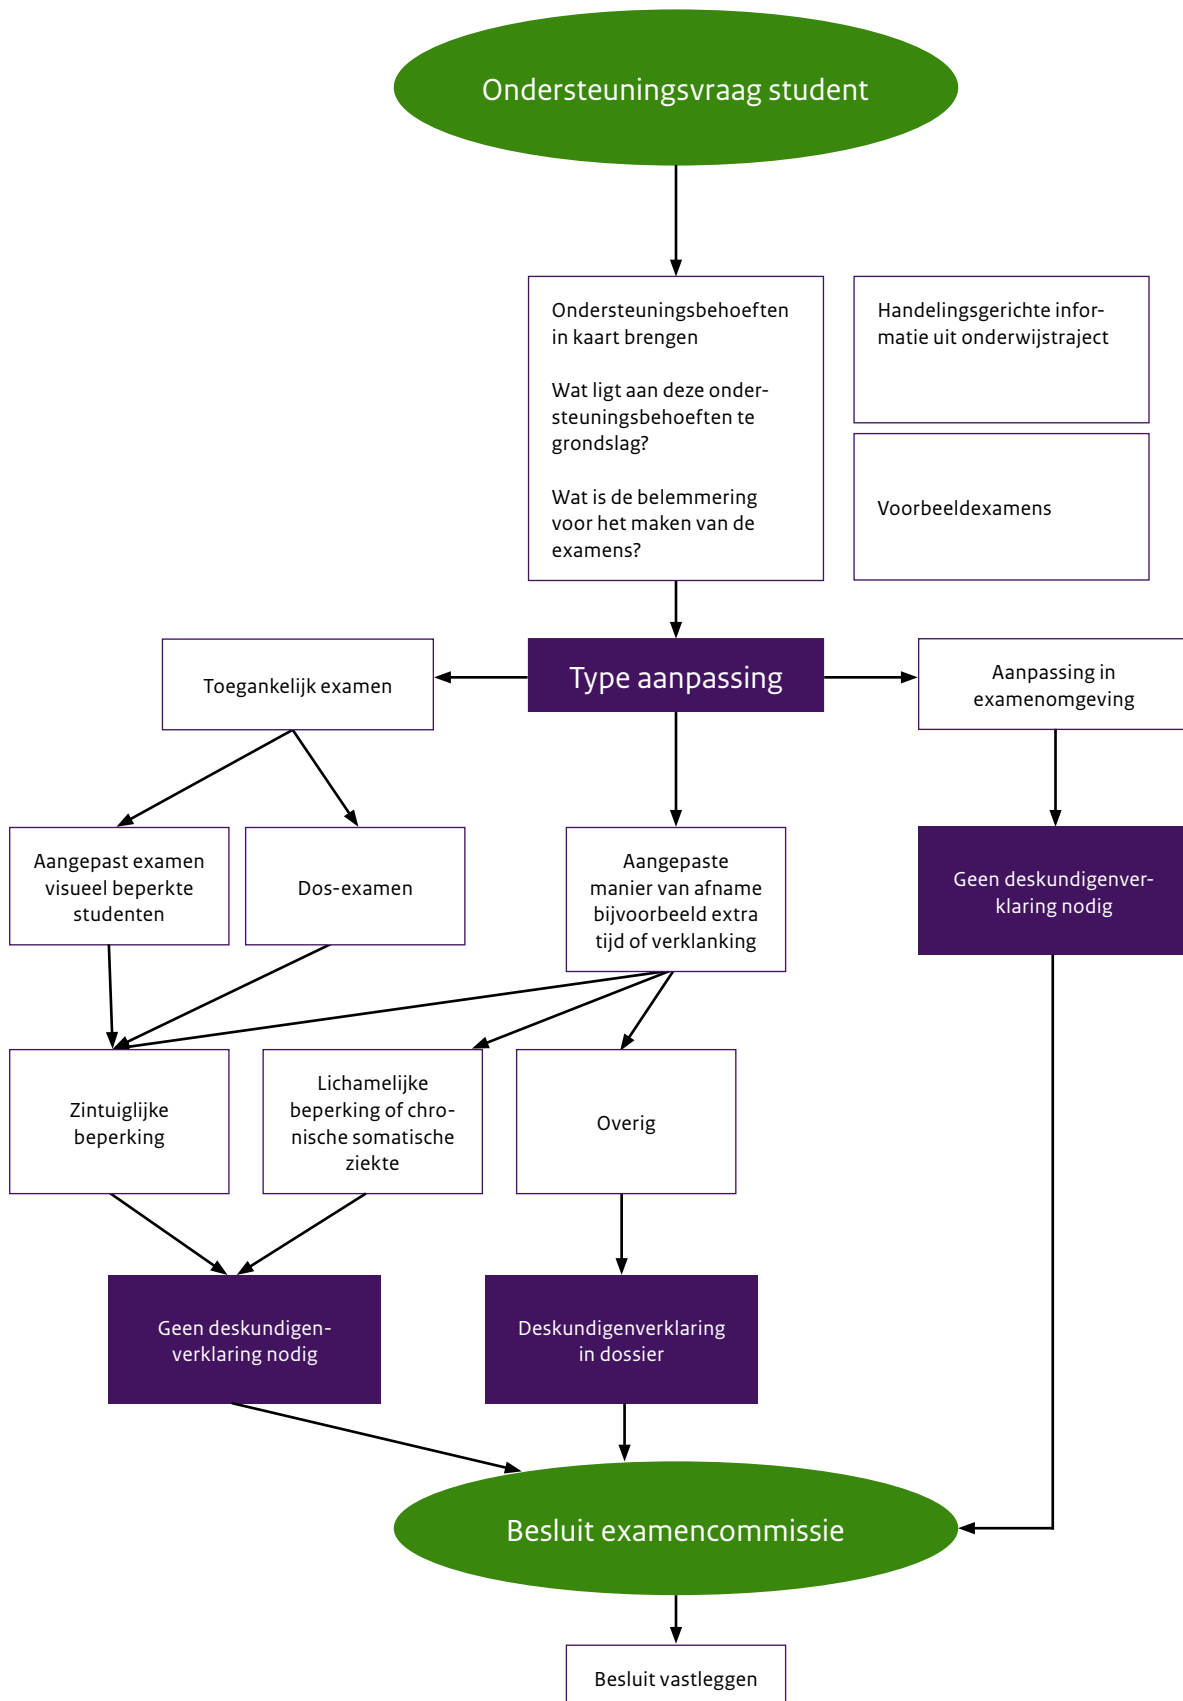 Ondersteuningsvraag student
Ondersteuningsbehoeften
in kaart brengen
Wat ligt aan deze onder-
steuningsbehoeften te
grondslag?
Wat is de belemmering
voor het maken van de
examens?
Handelingsgerichte infor-
matie uit onderwijstraject
Voorbeeldexamens
Toegankelijk examen
Type aanpassing
Aanpassing in
examenomgeving
Aangepast examen
visueel beperkte
studenten
Dos-examen
Aangepaste
manier van afname
bijvoorbeeld extra
tijd of verklanking
Geen deskundigenver-
klaring nodig
Zintuiglijke
beperking
Lichamelijke
beperking of chro-
nische somatische
ziekte
Overig
Geen deskundigen-
verklaring nodig
Deskundigenverklaring
in dossier
Besluit examencommissie
Besluit vastleggen